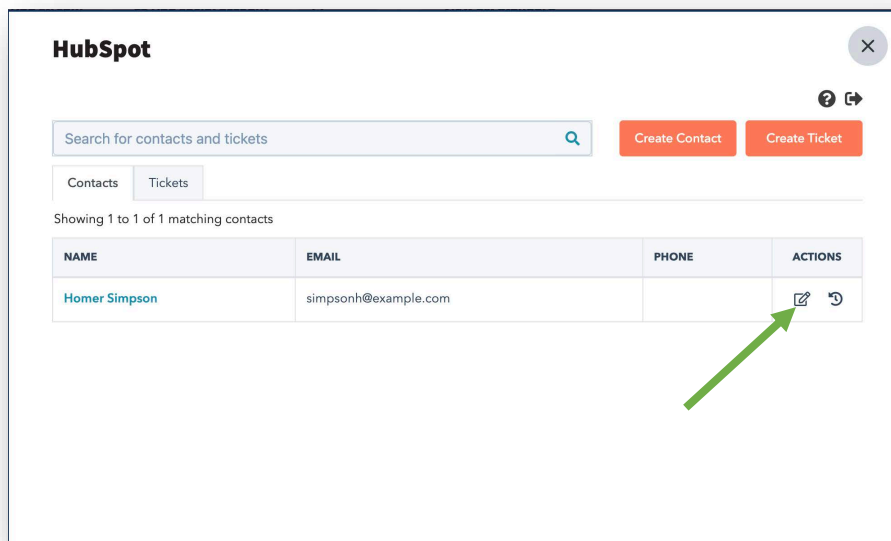 HubSpot
Search for contacts and tickets
Create Contact
Create Ticket
Contacts Tickets
Showing 1 to 1 of 1 matching contacts
NAME EMAIL PHONE ACTIONS
Homer Simpson simpsonh@example.com